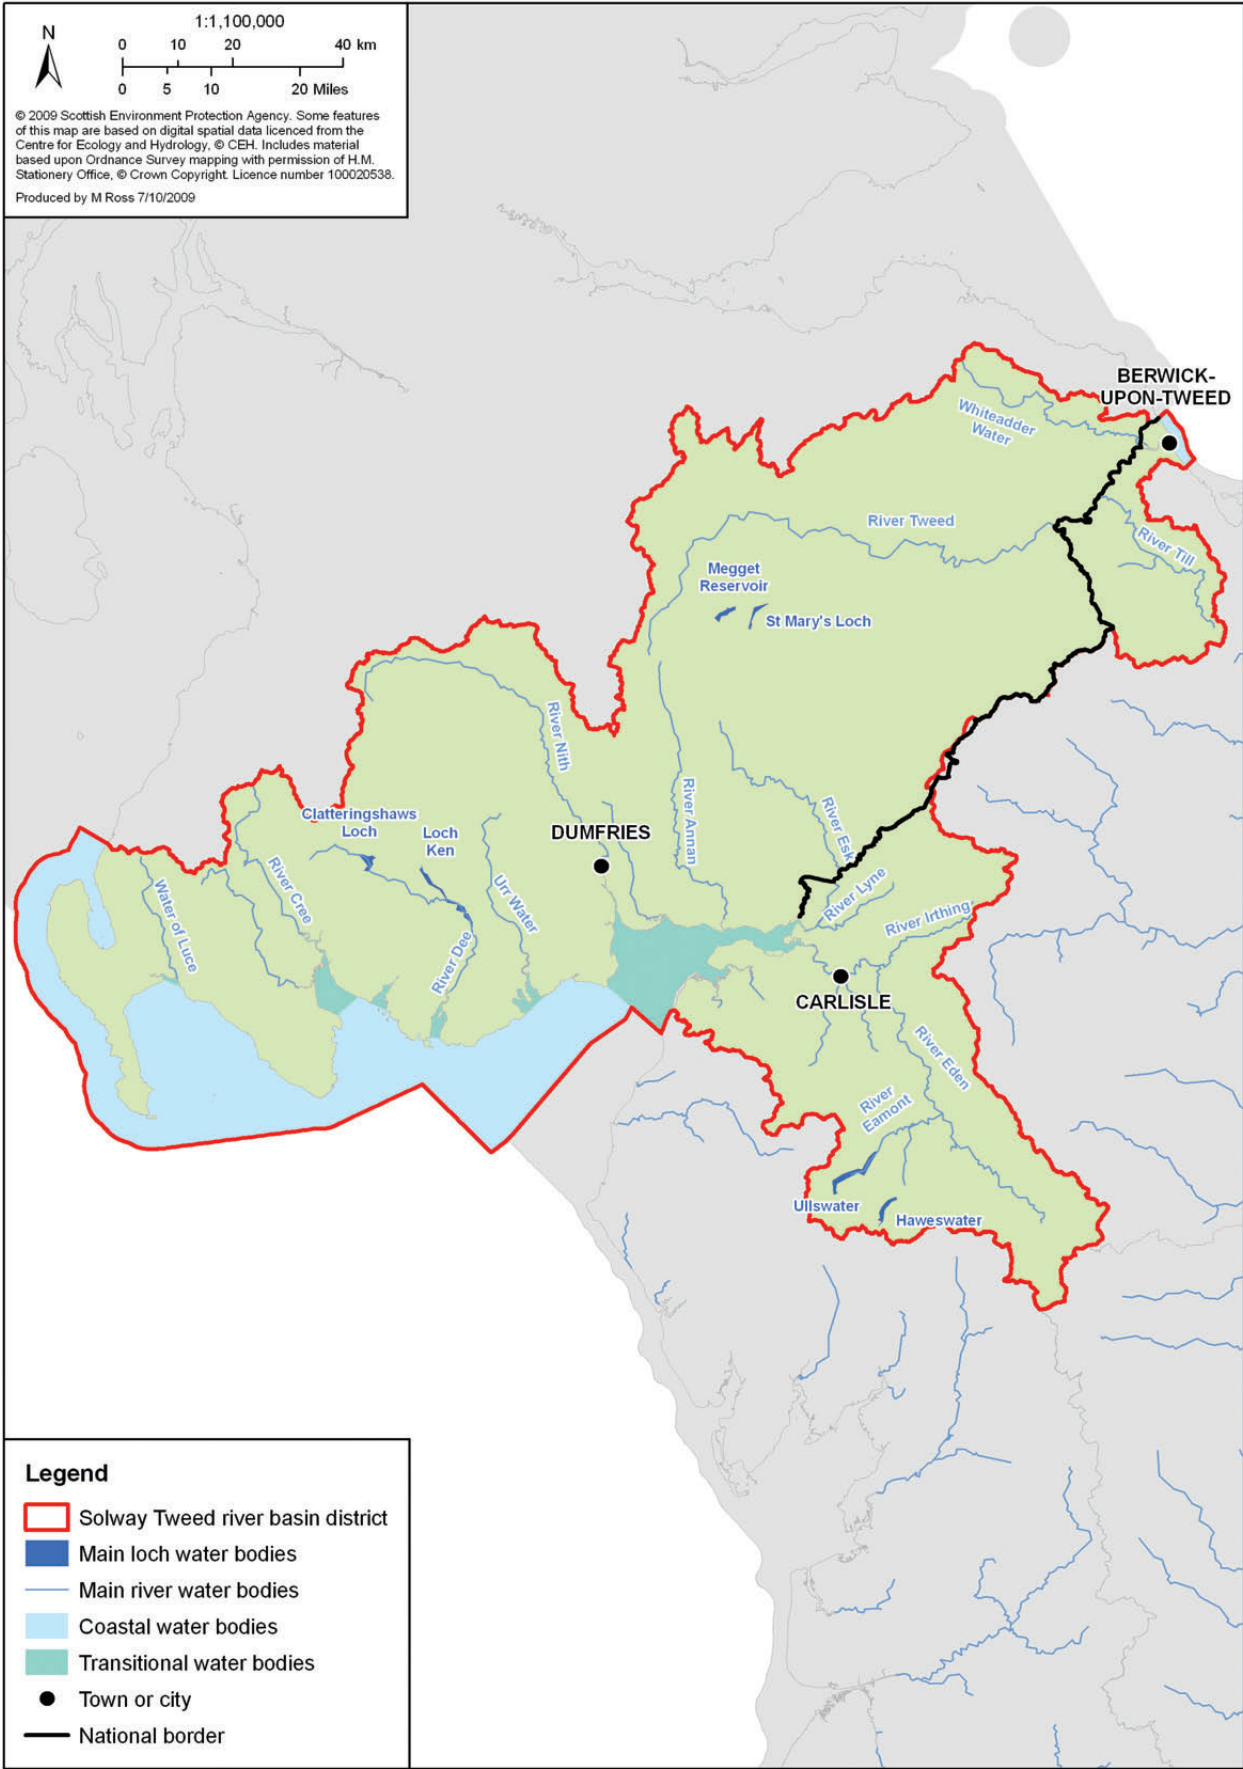 1:1,100,000
N
0 10 20 40 km
0 5 10 20 Miles
© 2009 Scottish Environment Protection Agency. Some features
of this map are based on digital spatial data licenced from the
Centre for Ecology and Hydrology, © CEH. Includes material
based upon Ordnance Survey mapping with permission of H.M.
Stationery Office, © Crown Copyright. Licence number 100020538.
Produced by M Ross 7/10/2009
BERWICK-
UPON-TWEED
Whiteadder
Water
River Tweed
River Till
Megget
Reservoir
St Mary's Loch
River Nith
River Annan
River Esk
Clatteringshaws
Loch
Loch
Ken
DUMFRIES
Water of Luce
River Cree
Urr Water
River Dee
River Lyne
River Irthing
CARLISLE
River Eden
River
Eamont
Ullswater
Haweswater
Legend
Solway Tweed river basin district
Main loch water bodies
Main river water bodies
Coastal water bodies
Transitional water bodies
Town or city
National border